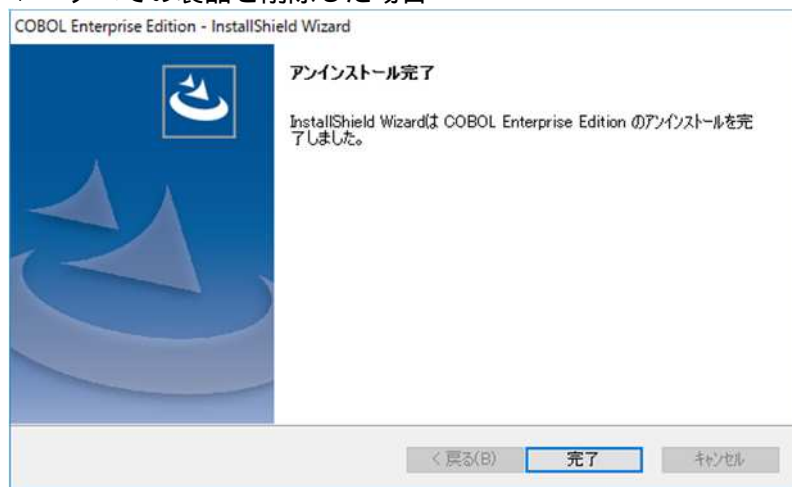 COBOL Enterprise Edition - InstallShield Wizard
アンインストール完了
InstallShield Wizardは COBOL Enterprise Edition のアンインストールを完
了しました。
< 戻る(B)
完了
キャンセル